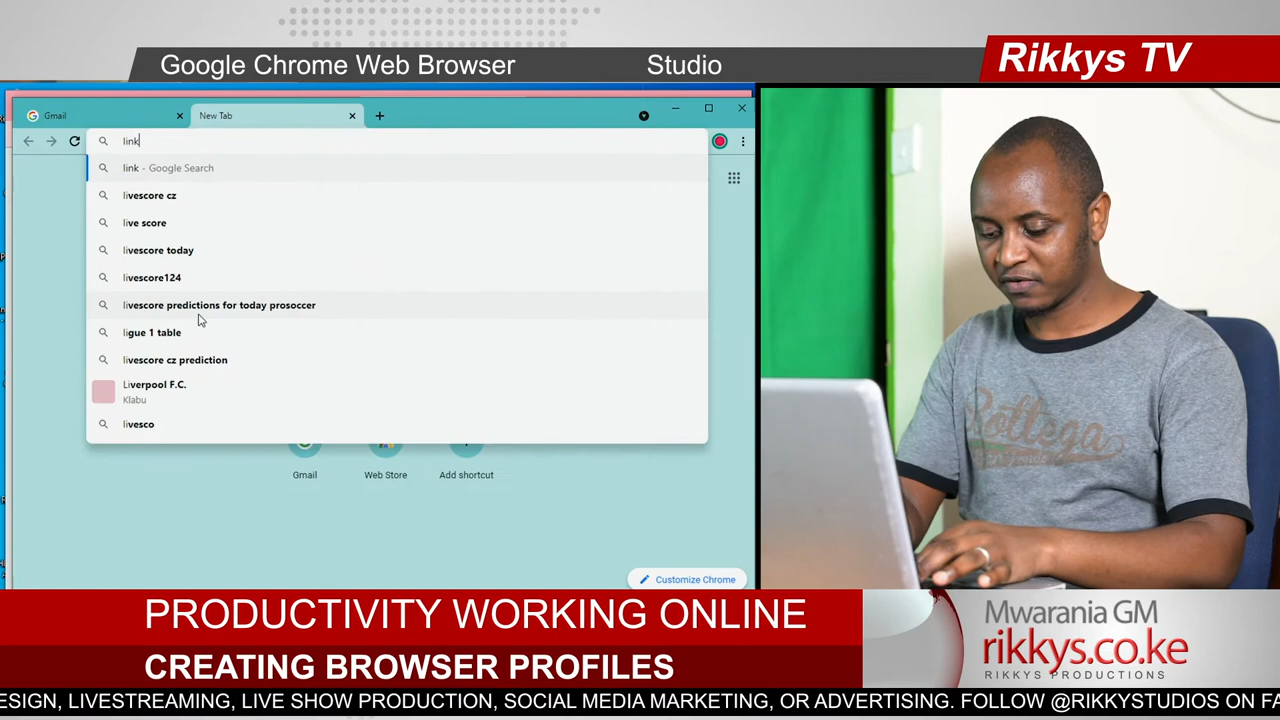 Google Chrome Web Browser
Studio
Rikkys TV
Gmail
New Tab
link
link - Google Search
livescore cz
live score
livescore today
livescore124
livescore predictions for today prosoccer
ligue 1 table
livescore cz prediction
Liverpool F.C.
Klabu
livesco
Gmail
Web Store
Add shortcut
Customize Chrome
PRODUCTIVITY WORKING ONLINE
CREATING BROWSER PROFILES
Mwarania GM
rikkys.co.ke
RIKKYS PRODUCTIONS
ESIGN, LIVESTREAMING, LIVE SHOW PRODUCTION, SOCIAL MEDIA MARKETING, OR ADVERTISING. FOLLOW @RIKKYSTUDIOS ON FA